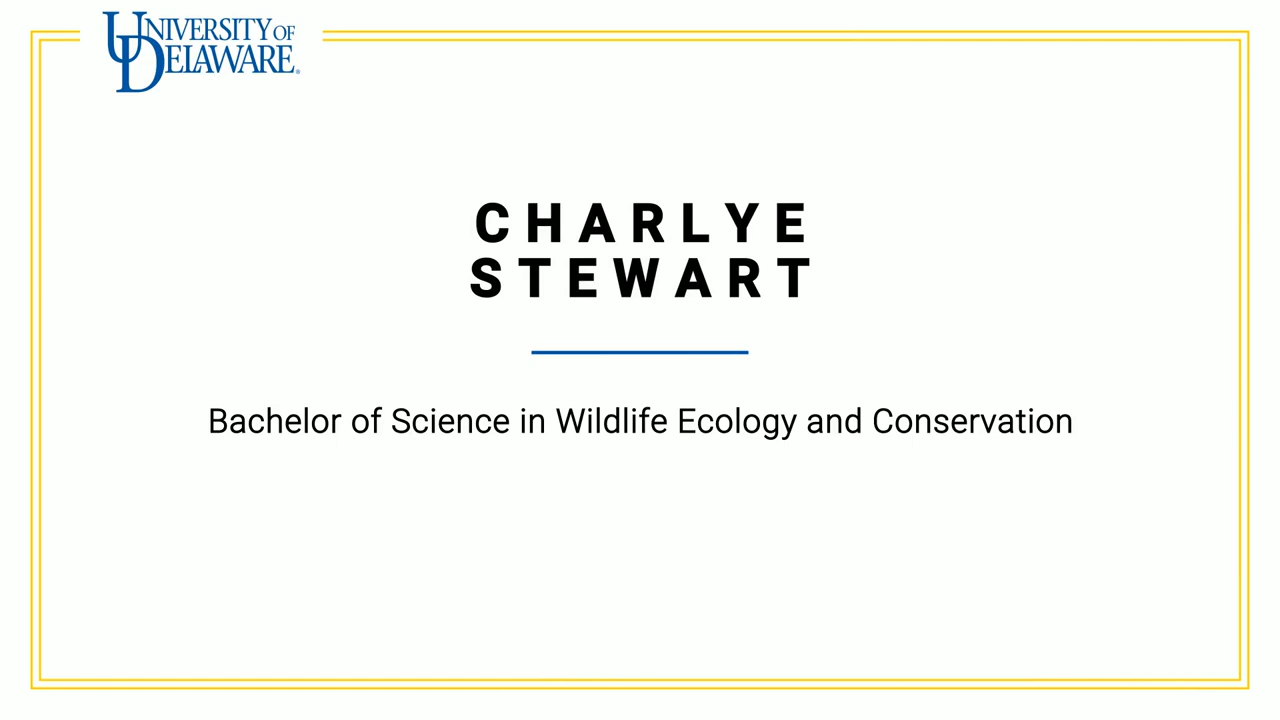 UNIVERSITY OF
DELAWARE®
CHARLYE
STEWART
Bachelor of Science in Wildlife Ecology and Conservation